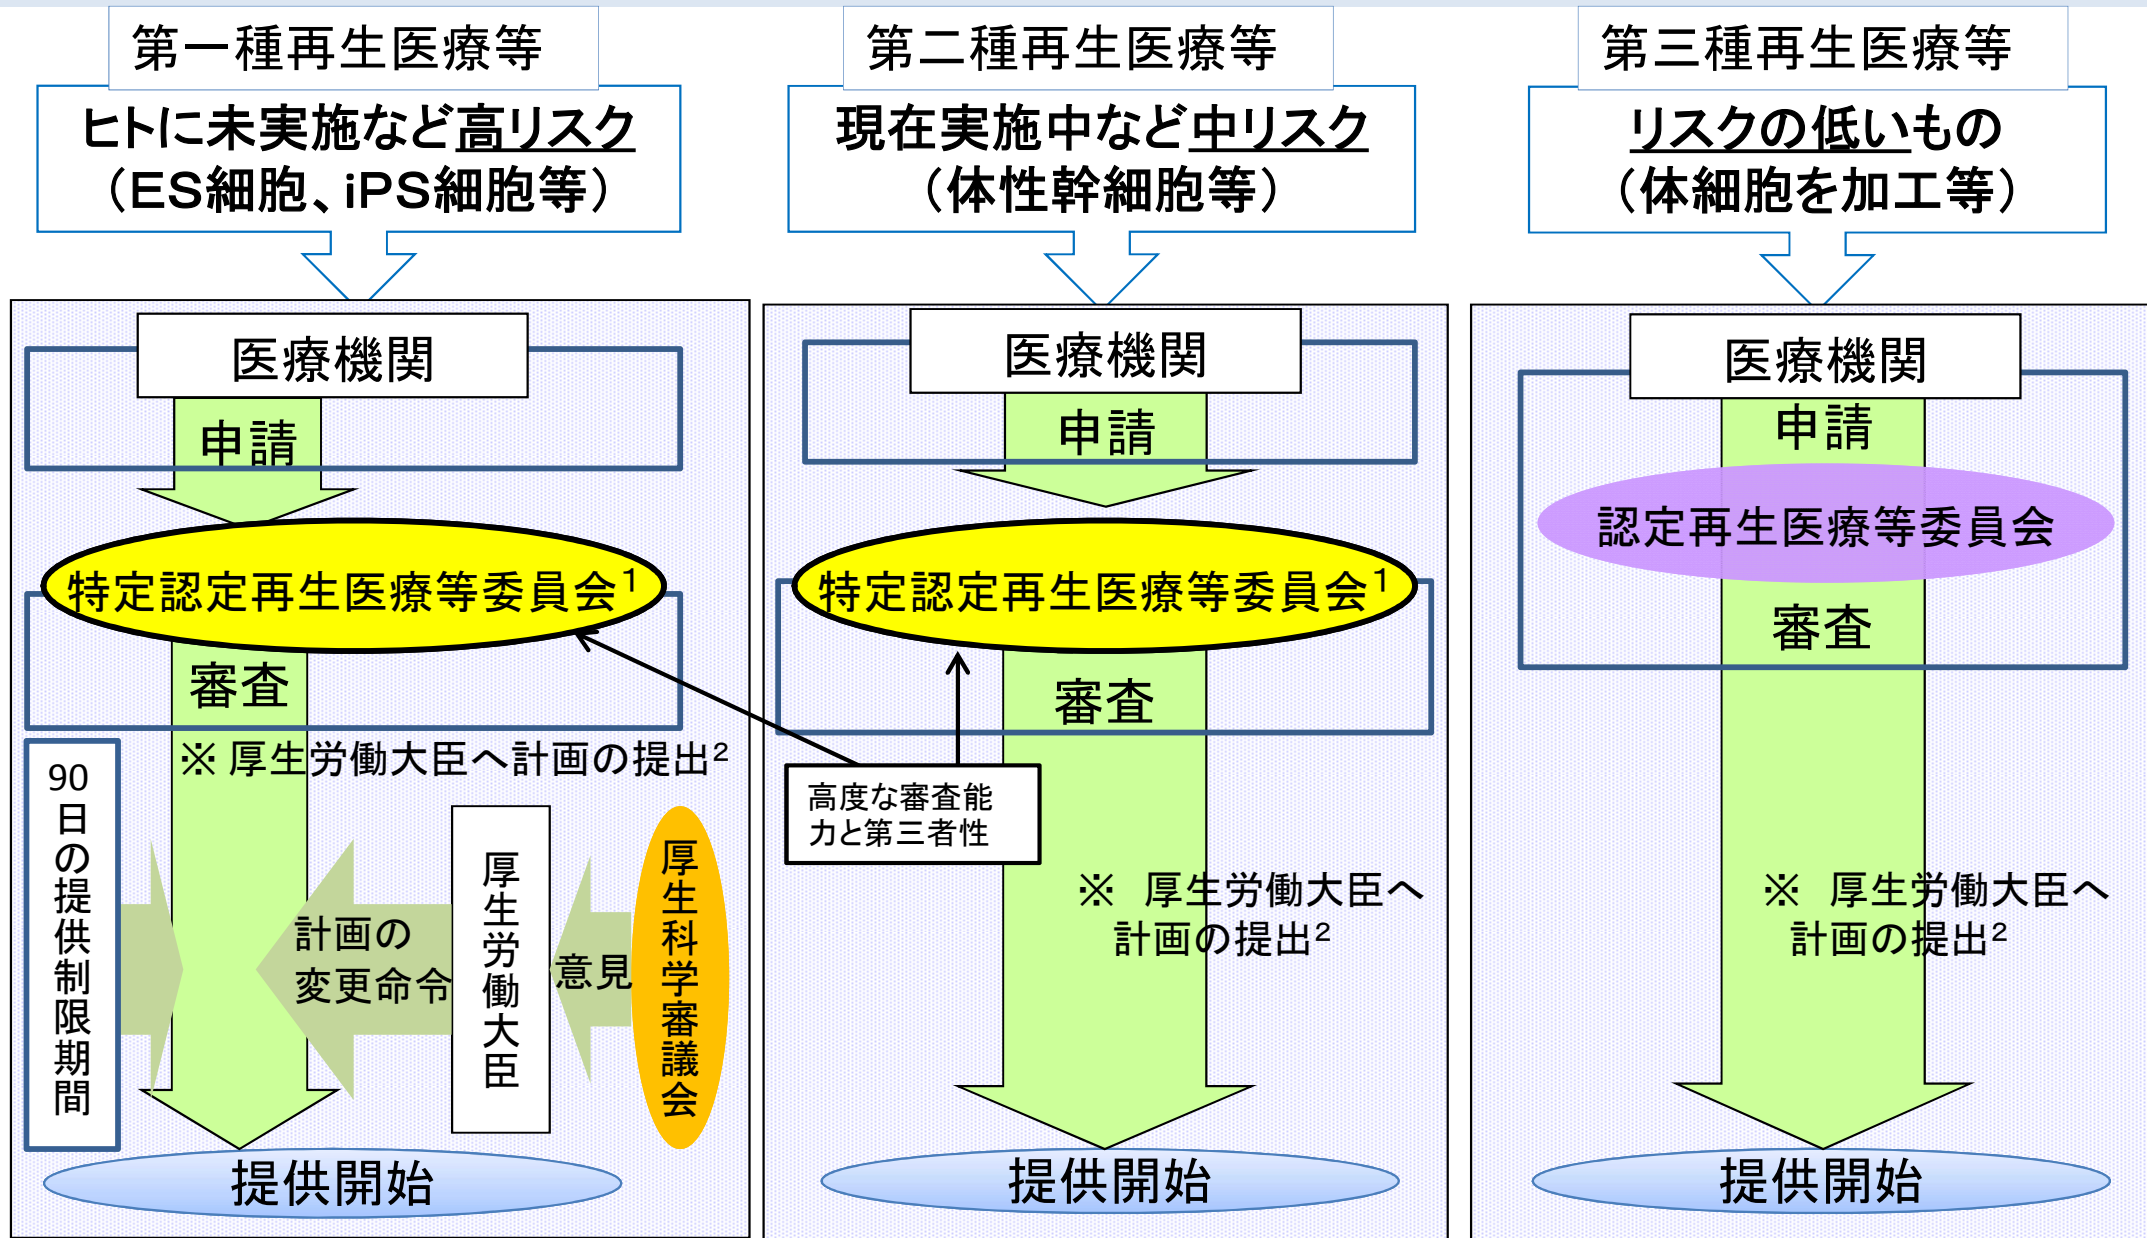 第一種再生医療等
ヒトに未実施など高リスク
（ES細胞、iPS細胞等）
医療機関
申請
特定認定再生医療等委員会¹
審査
※ 厚生労働大臣へ計画の提出²
90日の提供制限期間
計画の
変更命令
厚生労働大臣
意見
厚生科学審議会
提供開始
第二種再生医療等
現在実施中など中リスク
（体性幹細胞等）
医療機関
申請
特定認定再生医療等委員会¹
審査
高度な審査能
力と第三者性
※ 厚生労働大臣へ
計画の提出²
提供開始
第三種再生医療等
リスクの低いもの
（体細胞を加工等）
医療機関
申請
認定再生医療等委員会
審査
※ 厚生労働大臣へ
計画の提出²
提供開始